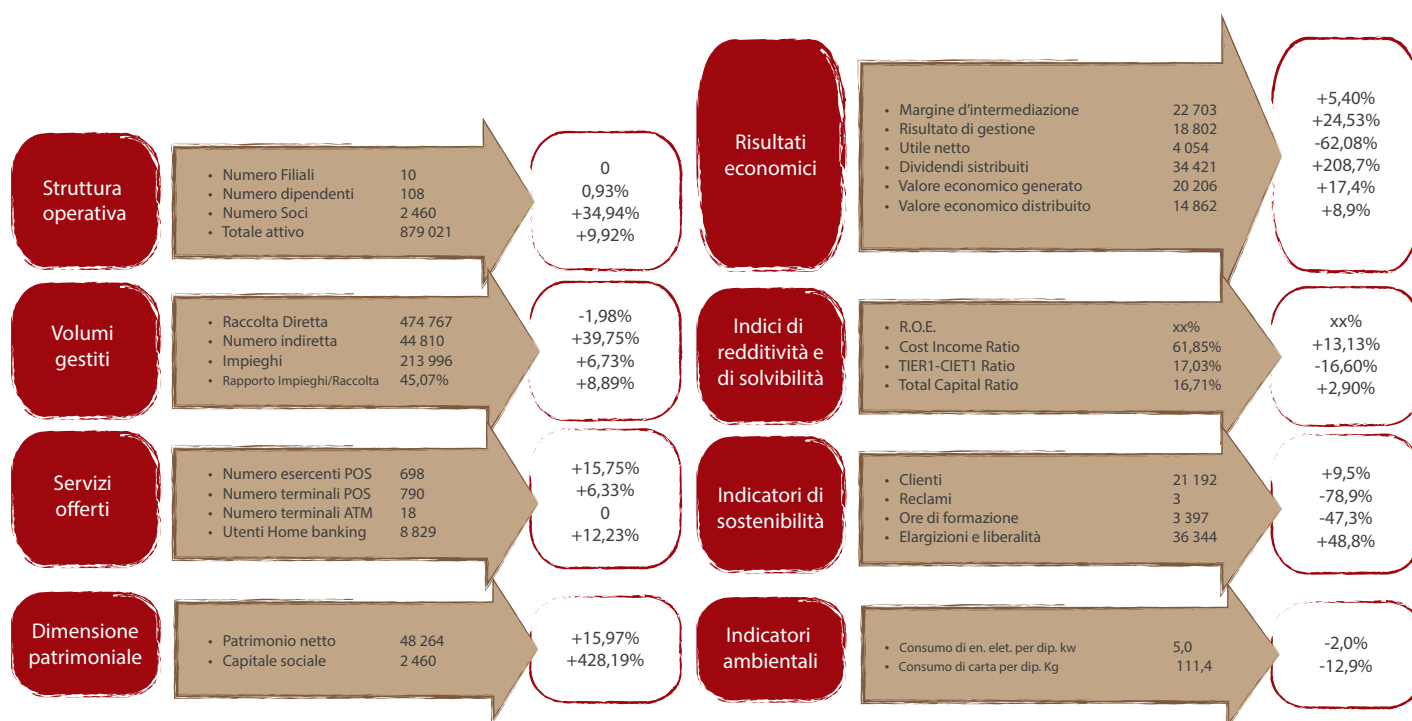 Struttura
operativa
• Numero Filiali 10
• Numero dipendenti 108
• Numero Soci 2 460
• Totale attivo 879 021
0
0,93%
+34,94%
+9,92%
Volumi
gestiti
• Raccolta Diretta 474 767
• Numero indiretta 44 810
• Impieghi 213 996
• Rapporto Impieghi/Raccolta 45,07%
-1,98%
+39,75%
+6,73%
+8,89%
Servizi
offerti
• Numero esercenti POS 698
• Numero terminali POS 790
• Numero terminali ATM 18
• Utenti Home banking 8 829
+15,75%
+6,33%
0
+12,23%
Dimensione
patrimoniale
• Patrimonio netto 48 264
• Capitale sociale 2 460
+15,97%
+428,19%
Risultati
economici
• Margine d'intermediazione 22 703
• Risultato di gestione 18 802
• Utile netto 4 054
• Dividendi sistribuiti 34 421
• Valore economico generato 20 206
• Valore economico distribuito 14 862
+5,40%
+24,53%
-62,08%
+208,7%
+17,4%
+8,9%
Indici di
redditività e
di solvibilità
• R.O.E. xx%
• Cost Income Ratio 61,85%
• TIER1-CIET1 Ratio 17,03%
• Total Capital Ratio 16,71%
xx%
+13,13%
-16,60%
+2,90%
Indicatori di
sostenibilità
• Clienti 21 192
• Reclami 3
• Ore di formazione 3 397
• Elargizioni e liberalità 36 344
+9,5%
-78,9%
-47,3%
+48,8%
Indicatori
ambientali
• Consumo di en. elet. per dip. kw 5,0
• Consumo di carta per dip. Kg 111,4
-2,0%
-12,9%